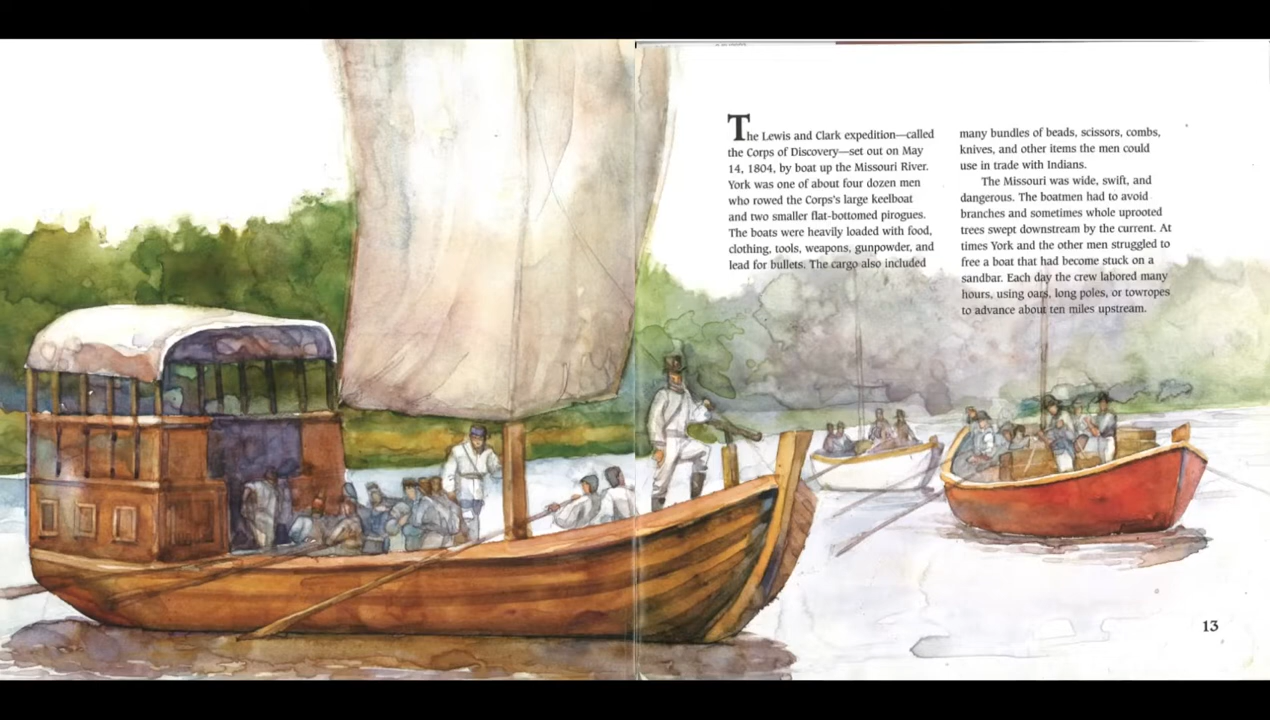 The Lewis and Clark expedition—called
the Corps of Discovery—set out on May
14, 1804, by boat up the Missouri River.
York was one of about four dozen men
who rowed the Corps's large keelboat
and two smaller flat-bottomed pirogues.
The boats were heavily loaded with food,
clothing, tools, weapons, gunpowder, and
lead for bullets. The cargo also included
many bundles of beads, scissors, combs,
knives, and other items the men could
use in trade with Indians.
The Missouri was wide, swift, and
dangerous. The boatmen had to avoid
branches and sometimes whole uprooted
trees swept downstream by the current. At
times York and the other men struggled to
free a boat that had become stuck on a
sandbar. Each day the crew labored many
hours, using oars, long poles, or towropes
to advance about ten miles upstream.
13